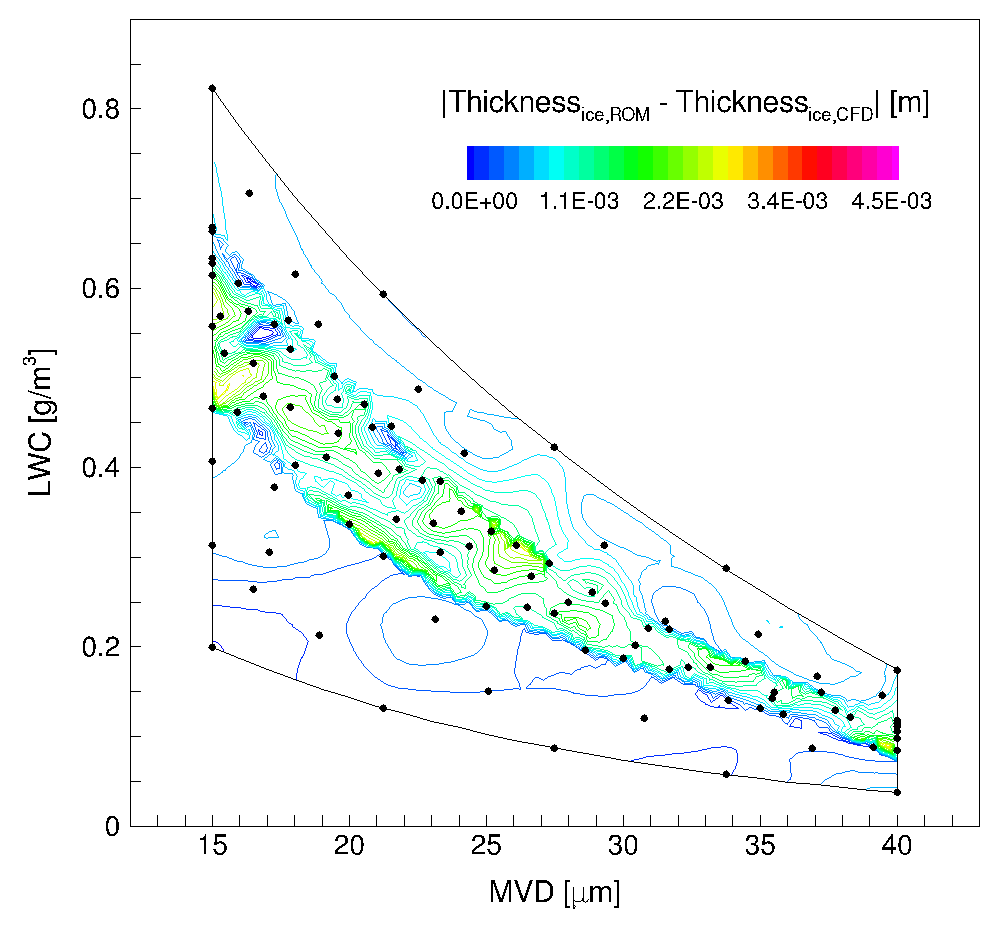 |Thickness_ice,ROM - Thickness_ice,CFD| [m]
0.0E+00 1.1E-03 2.2E-03 3.4E-03 4.5E-03
LWC [g/m³]
0.8
0.6
0.4
0.2
0
15 20 25 30 35 40
MVD [μm]